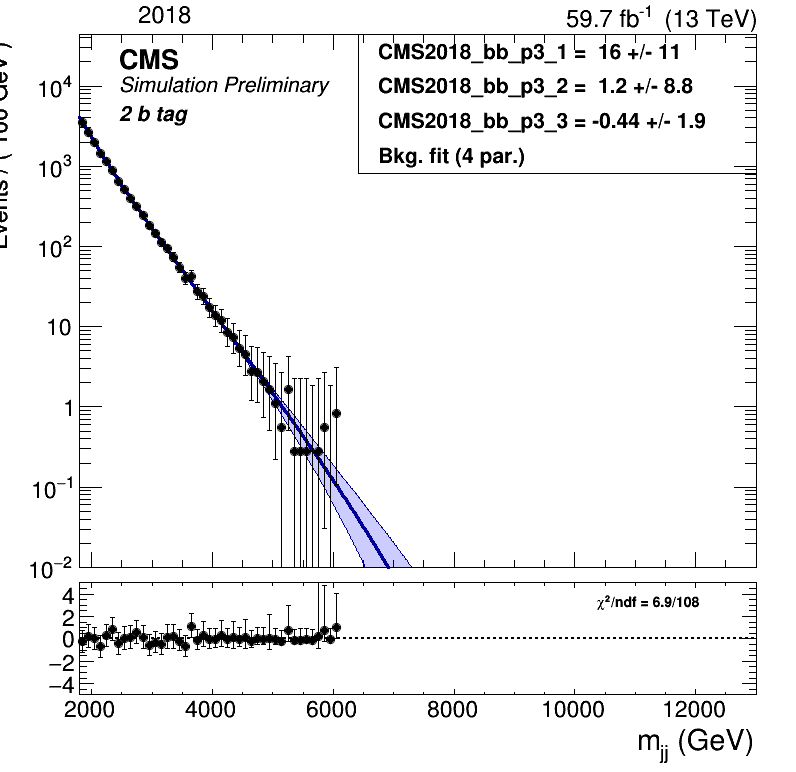 2018
59.7 fb⁻¹ (13 TeV)
CMS
Simulation Preliminary
2 b tag
CMS2018_bb_p3_1 = 16 +/- 11
CMS2018_bb_p3_2 = 1.2 +/- 8.8
CMS2018_bb_p3_3 = -0.44 +/- 1.9
Bkg. fit (4 par.)
10⁴
10³
10²
10
1
10⁻¹
10⁻²
χ²/ndf = 6.9/108
4
2
0
−2
−4
2000 4000 6000 8000 10000 12000
m_jj (GeV)